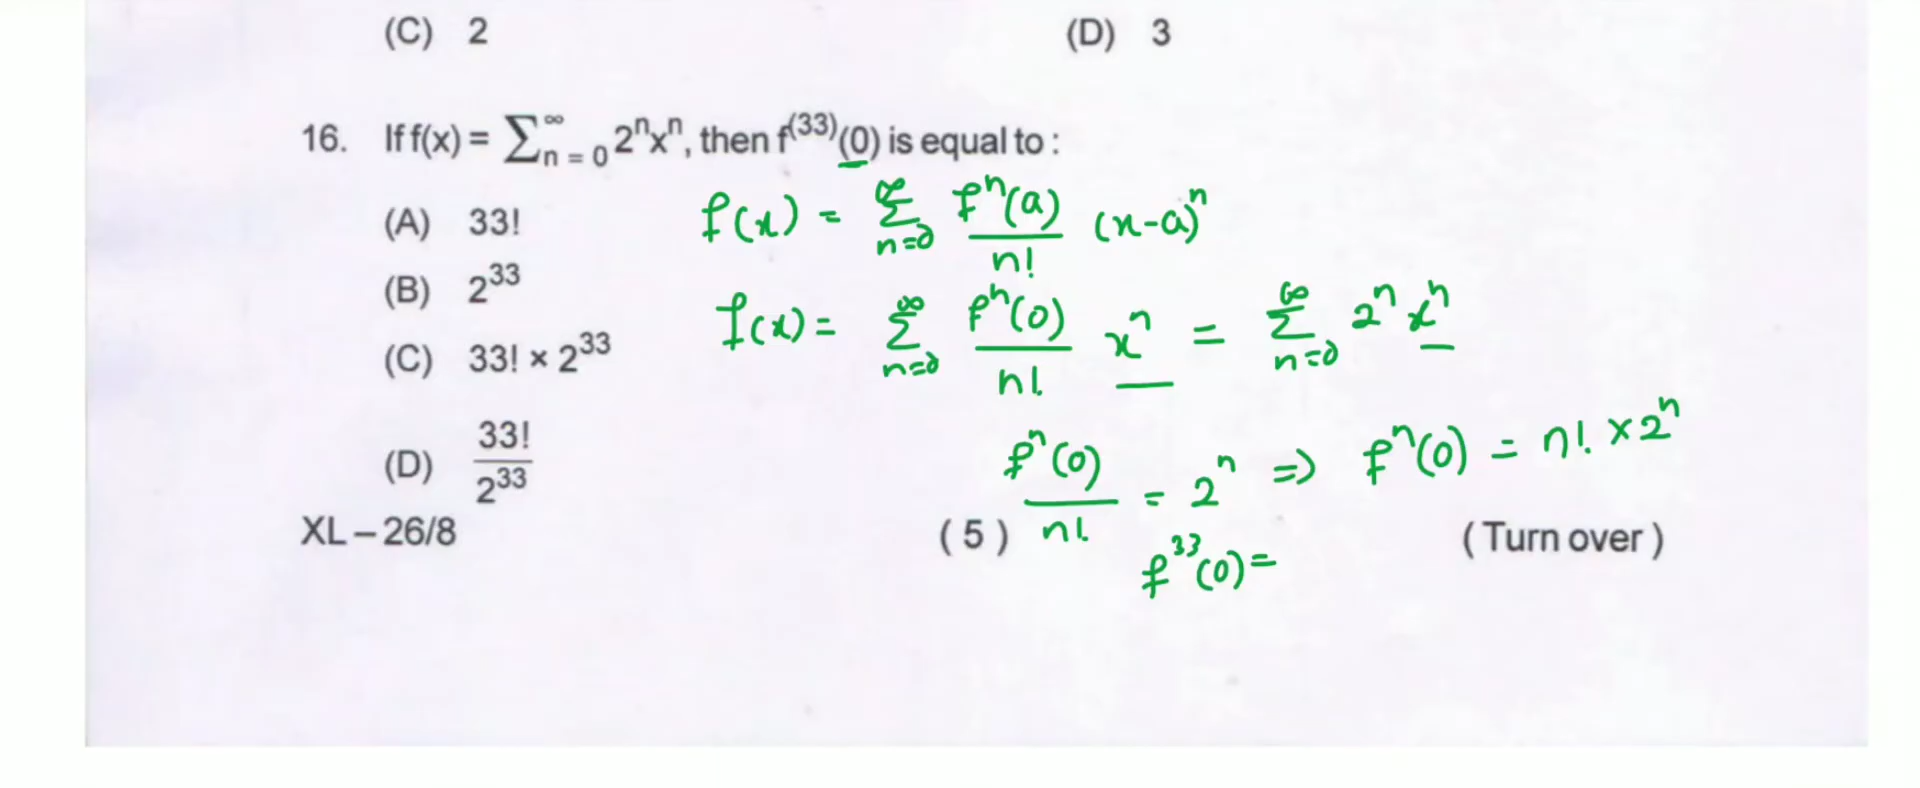 (C) 2 (D) 3
16. If f(x) = ∑∞n = 0 2ⁿxⁿ, then f(33)(0) is equal to :
f(x) = ∑∞n=0 fⁿ(a)/n! (x-a)ⁿ
(A) 33!
(B) 2³³
f(x) = ∑∞n=0 fⁿ(0)/n! xⁿ = ∑∞n=0 2ⁿ xⁿ
(C) 33! × 2³³
(D) 33!/2³³
fⁿ(0)/n! = 2ⁿ ⇒ fⁿ(0) = n! × 2ⁿ
XL – 26/8 ( 5 ) ( Turn over )
f³³(0) =